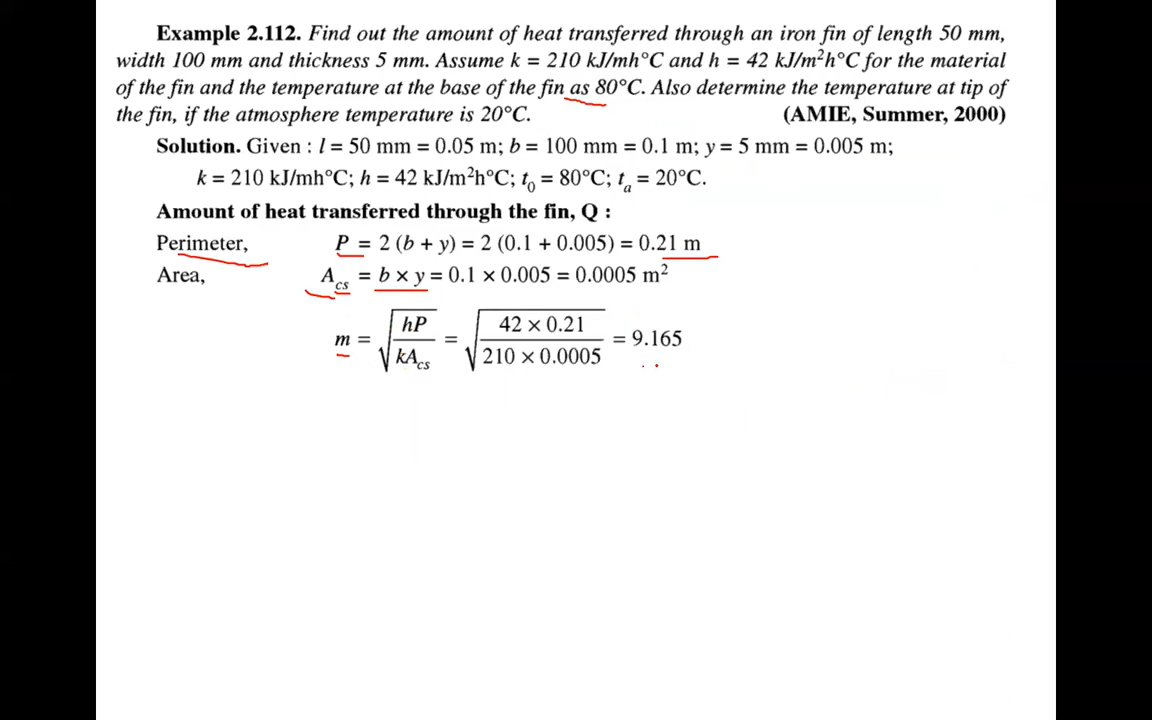 Example 2.112. Find out the amount of heat transferred through an iron fin of length 50 mm,
width 100 mm and thickness 5 mm. Assume k = 210 kJ/mh°C and h = 42 kJ/m²h°C for the material
of the fin and the temperature at the base of the fin as 80°C. Also determine the temperature at tip of
the fin, if the atmosphere temperature is 20°C. (AMIE, Summer, 2000)
Solution. Given : l = 50 mm = 0.05 m; b = 100 mm = 0.1 m; y = 5 mm = 0.005 m;
k = 210 kJ/mh°C; h = 42 kJ/m²h°C; t₀ = 80°C; tₐ = 20°C.
Amount of heat transferred through the fin, Q :
Perimeter, P = 2 (b + y) = 2 (0.1 + 0.005) = 0.21 m
Area, A_cs = b × y = 0.1 × 0.005 = 0.0005 m²
m = √(hP / kA_cs) = √(42 × 0.21 / 210 × 0.0005) = 9.165